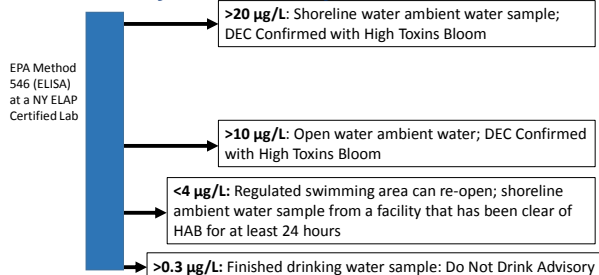 >20 µg/L: Shoreline water ambient water sample;
DEC Confirmed with High Toxins Bloom
EPA Method
546 (ELISA)
at a NY ELAP
Certified Lab
>10 µg/L: Open water ambient water; DEC Confirmed
with High Toxins Bloom
<4 µg/L: Regulated swimming area can re-open; shoreline
ambient water sample from a facility that has been clear of
HAB for at least 24 hours
>0.3 µg/L: Finished drinking water sample: Do Not Drink Advisory